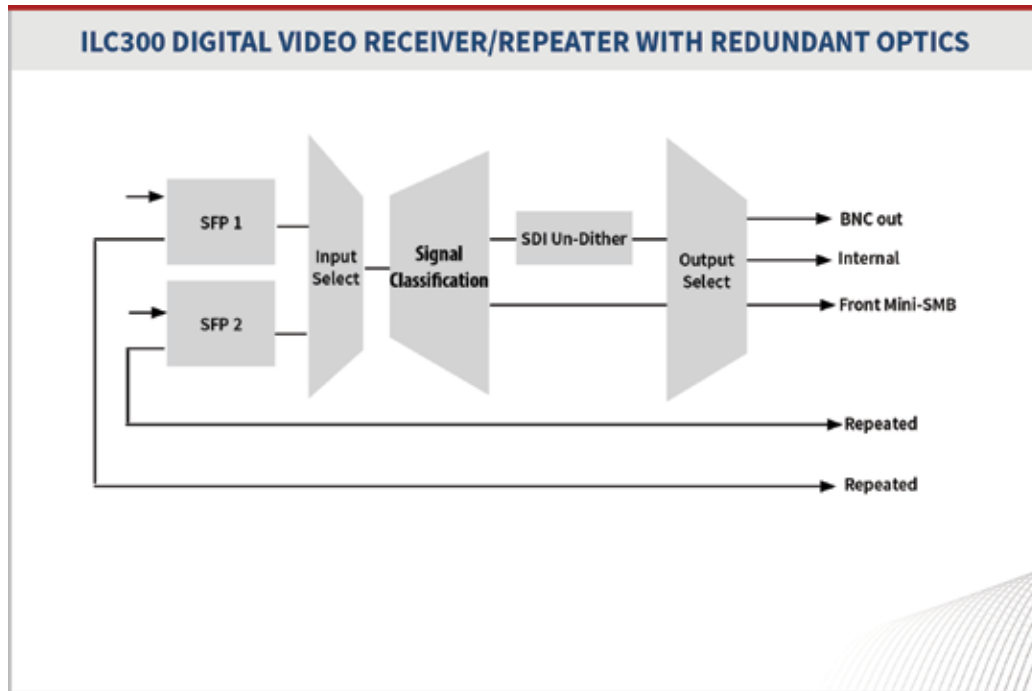 ILC300 DIGITAL VIDEO RECEIVER/REPEATER WITH REDUNDANT OPTICS
SFP 1
SFP 2
Input
Select
Signal
Classification
SDI Un-Dither
Output
Select
BNC out
Internal
Front Mini-SMB
Repeated
Repeated